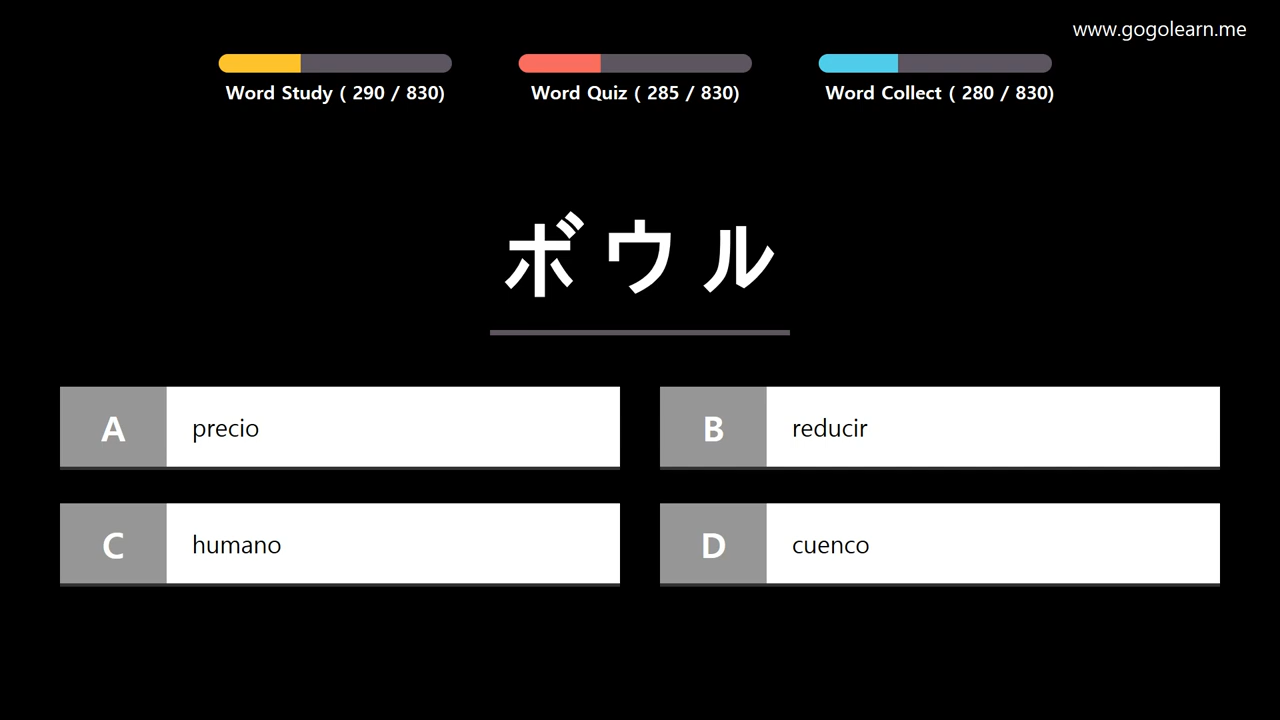 www.gogolearn.me
Word Study ( 290 / 830)
Word Quiz ( 285 / 830)
Word Collect ( 280 / 830)
ボウル
A precio
B reducir
C humano
D cuenco